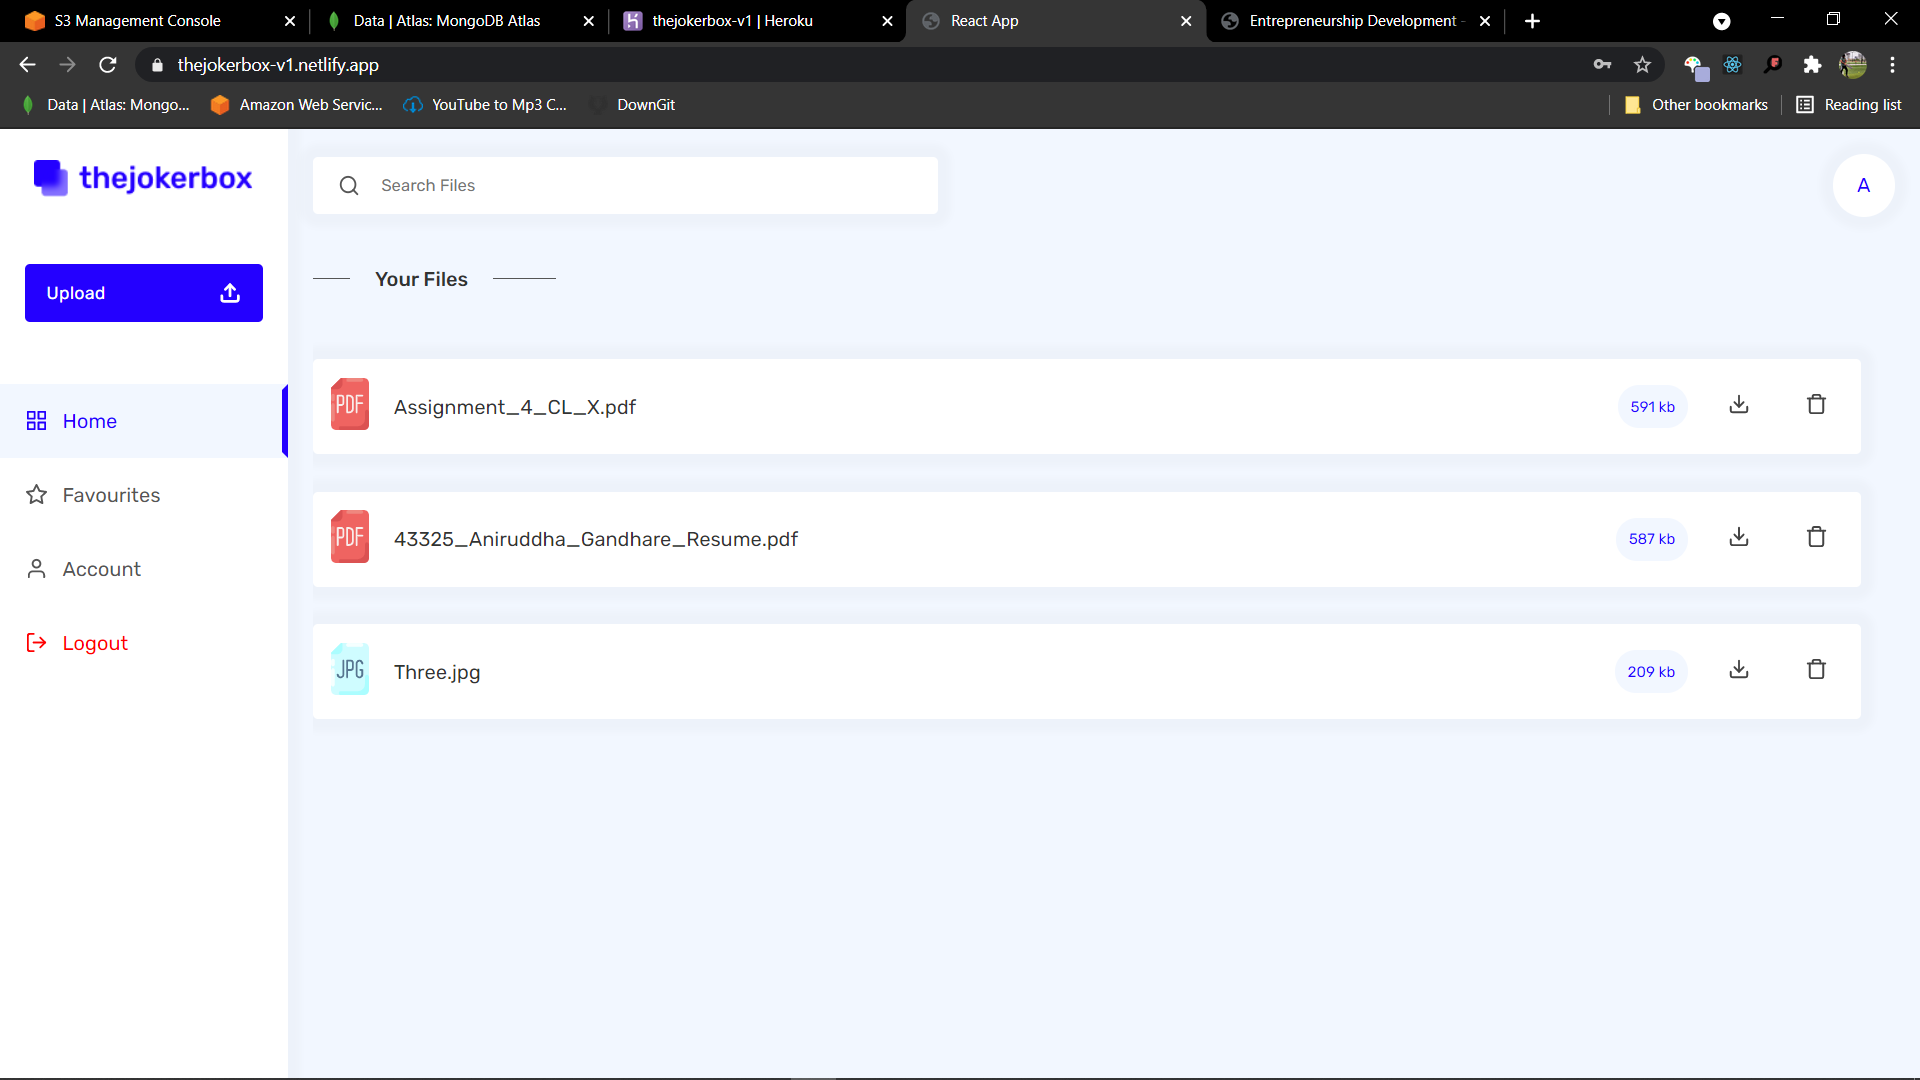 S3 Management Console
Data | Atlas: MongoDB Atlas
thejokerbox-v1 | Heroku
React App
Entrepreneurship Development -
thejokerbox-v1.netlify.app
Data | Atlas: Mongo...
Amazon Web Servic...
YouTube to Mp3 C...
DownGit
Other bookmarks
Reading list
thejokerbox
Search Files
A
Upload
Your Files
Home
Favourites
Account
Logout
PDF
Assignment_4_CL_X.pdf
591 kb
PDF
43325_Aniruddha_Gandhare_Resume.pdf
587 kb
JPG
Three.jpg
209 kb